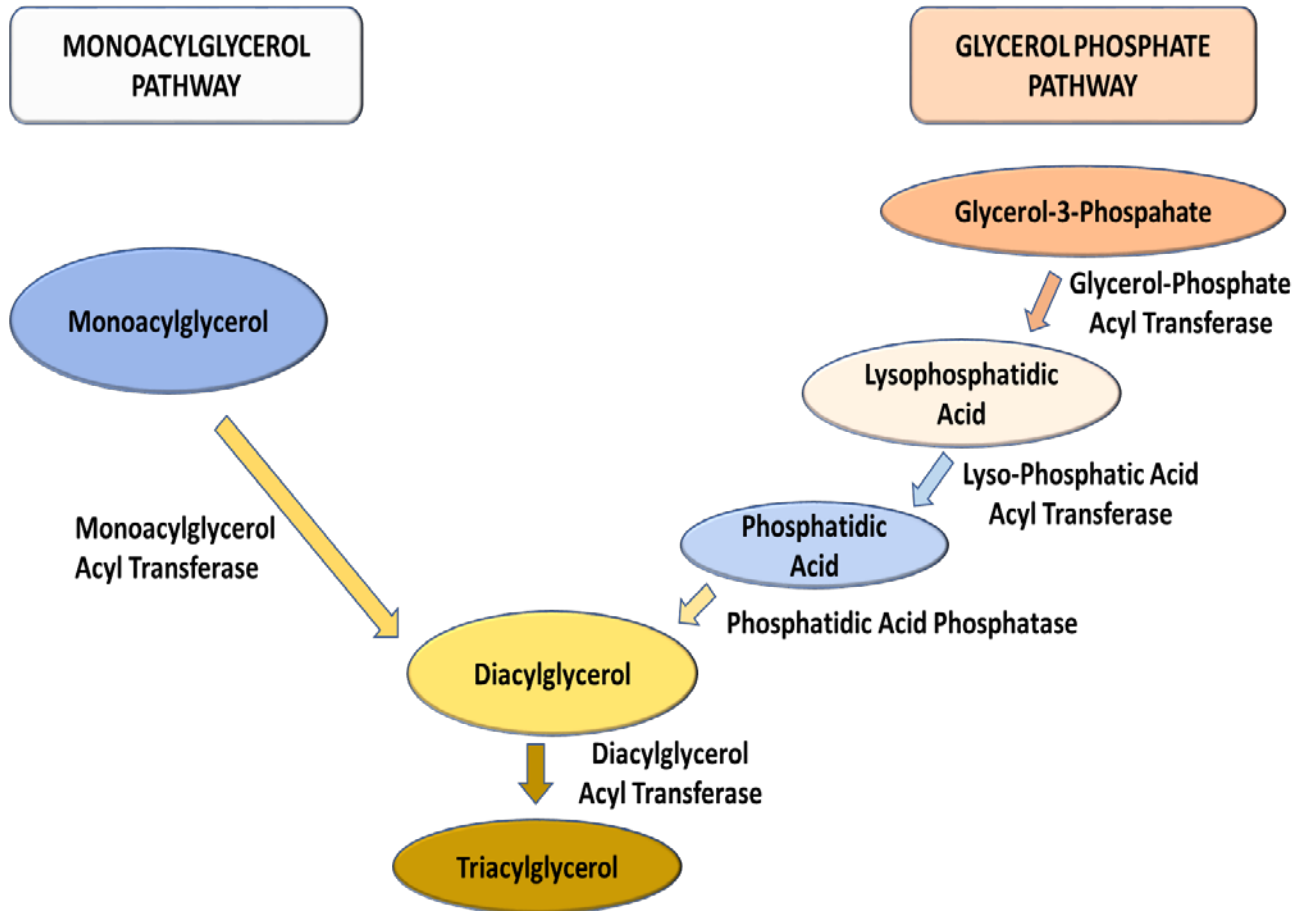 MONOACYLGLYCEROL
PATHWAY
GLYCEROL PHOSPHATE
PATHWAY
Glycerol-3-Phospahate
Glycerol-Phosphate
Acyl Transferase
Monoacylglycerol
Lysophosphatidic
Acid
Lyso-Phosphatic Acid
Acyl Transferase
Monoacylglycerol
Acyl Transferase
Phosphatidic
Acid
Phosphatidic Acid Phosphatase
Diacylglycerol
Diacylglycerol
Acyl Transferase
Triacylglycerol